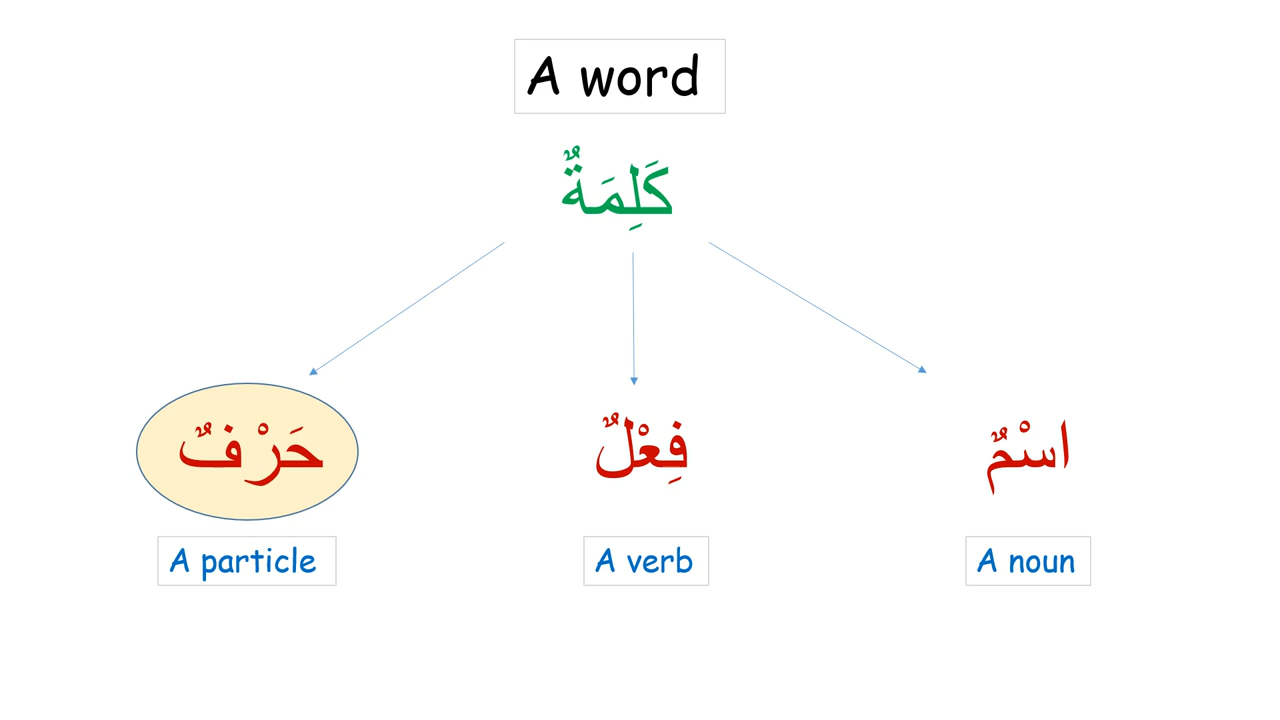 A word
كَلِمَةٌ
اسْمٌ
فِعْلٌ
حَرْفٌ
A noun
A verb
A particle